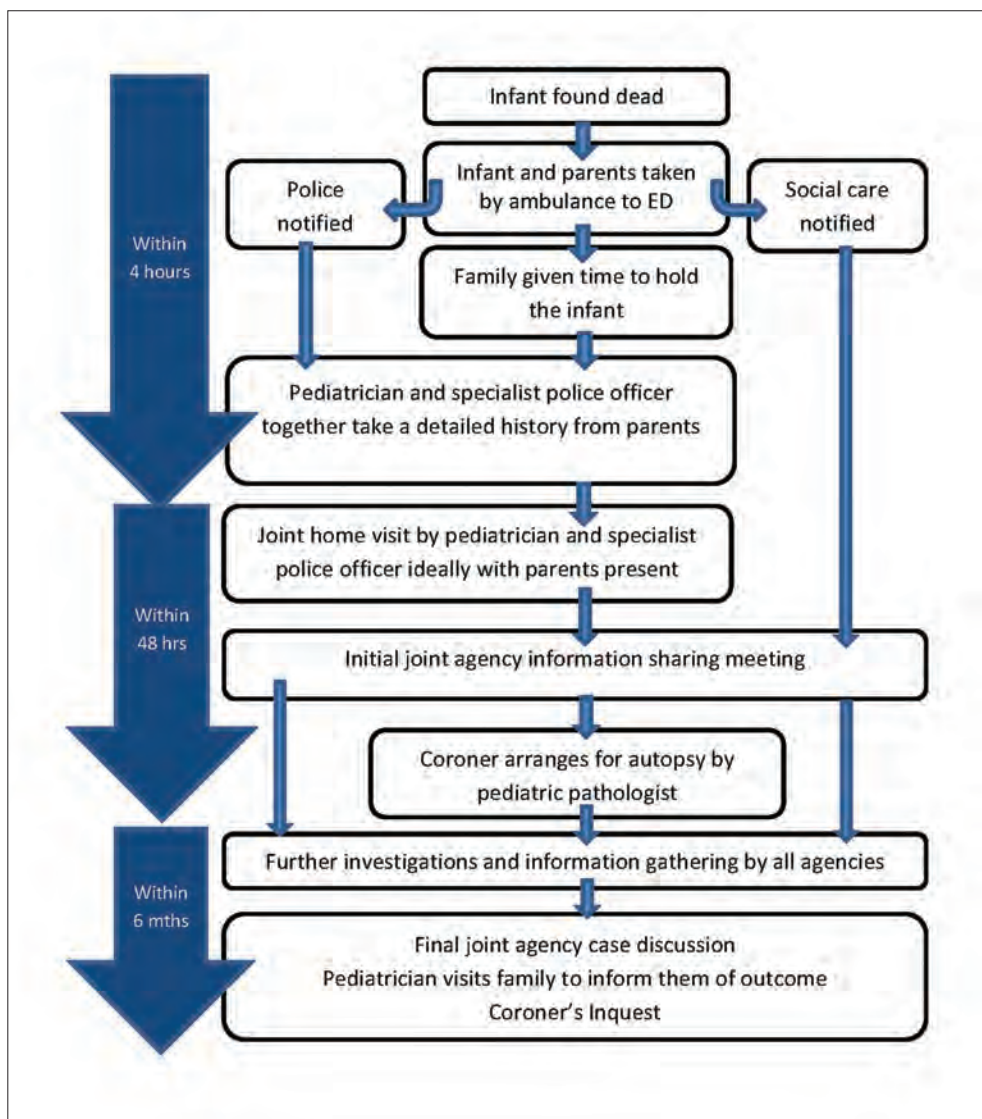 Infant found dead
Infant and parents taken
by ambulance to ED
Police
notified
Social care
notified
Within
4 hours
Family given time to hold
the infant
Pediatrician and specialist police officer
together take a detailed history from parents
Joint home visit by pediatrician and specialist
police officer ideally with parents present
Within
48 hrs
Initial joint agency information sharing meeting
Coroner arranges for autopsy by
pediatric pathologist
Further investigations and information gathering by all agencies
Within
6 mths
Final joint agency case discussion
Pediatrician visits family to inform them of outcome
Coroner's Inquest